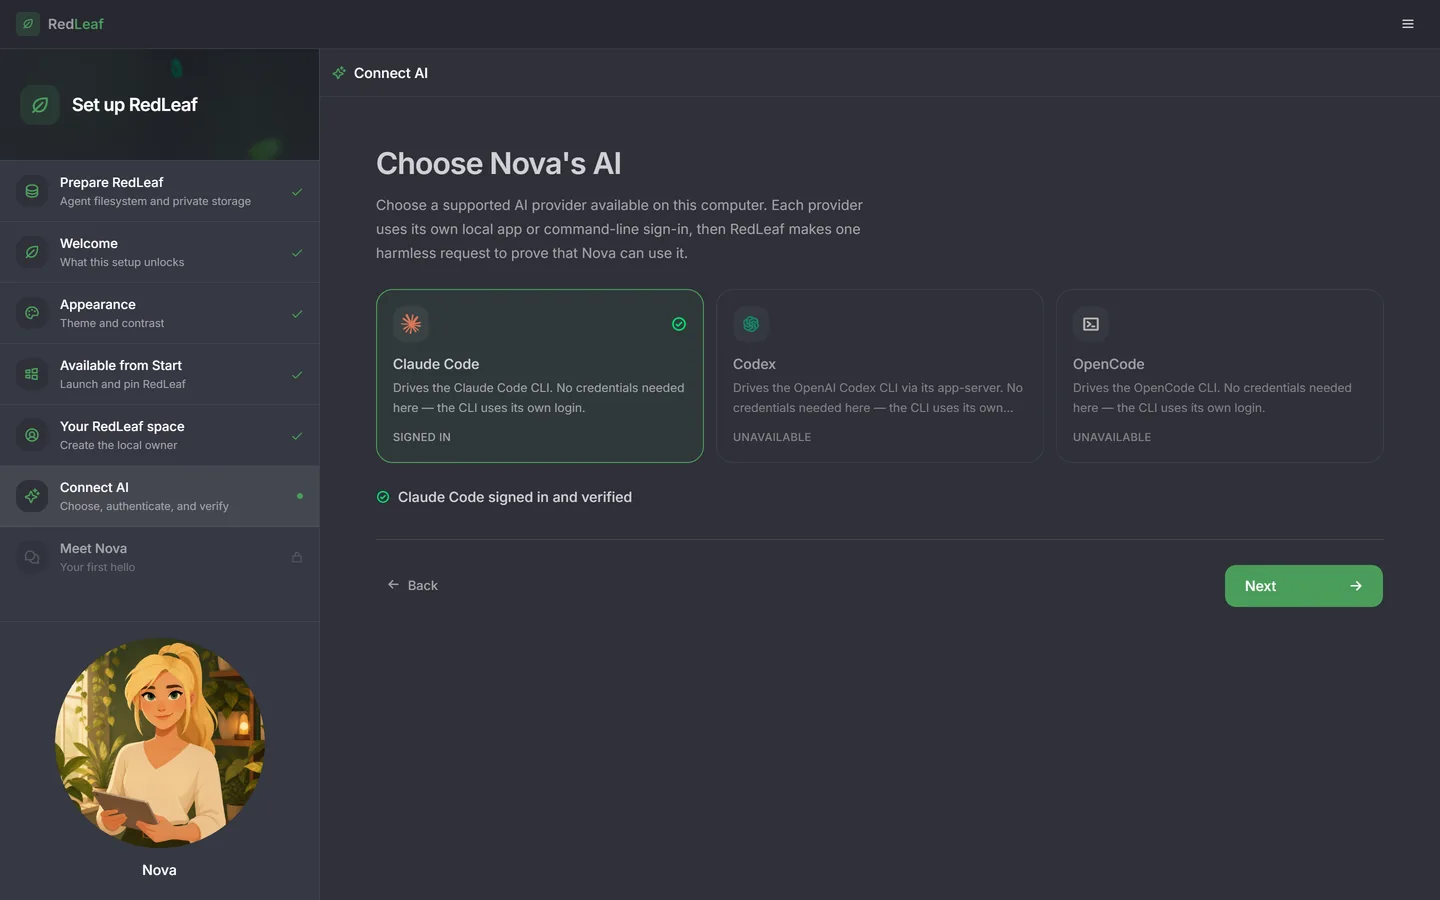 RedLeaf
Set up RedLeaf
Prepare RedLeaf
Agent filesystem and private storage
Welcome
What this setup unlocks
Appearance
Theme and contrast
Available from Start
Launch and pin RedLeaf
Your RedLeaf space
Create the local owner
Connect AI
Choose, authenticate, and verify
Meet Nova
Your first hello
Nova
Connect AI
Choose Nova's AI
Choose a supported AI provider available on this computer. Each provider
uses its own local app or command-line sign-in, then RedLeaf makes one
harmless request to prove that Nova can use it.
Claude Code
Drives the Claude Code CLI. No credentials needed
here — the CLI uses its own login.
SIGNED IN
Codex
Drives the OpenAI Codex CLI via its app-server. No
credentials needed here — the CLI uses its own...
UNAVAILABLE
OpenCode
Drives the OpenCode CLI. No credentials needed
here — the CLI uses its own login.
UNAVAILABLE
Claude Code signed in and verified
Back
Next